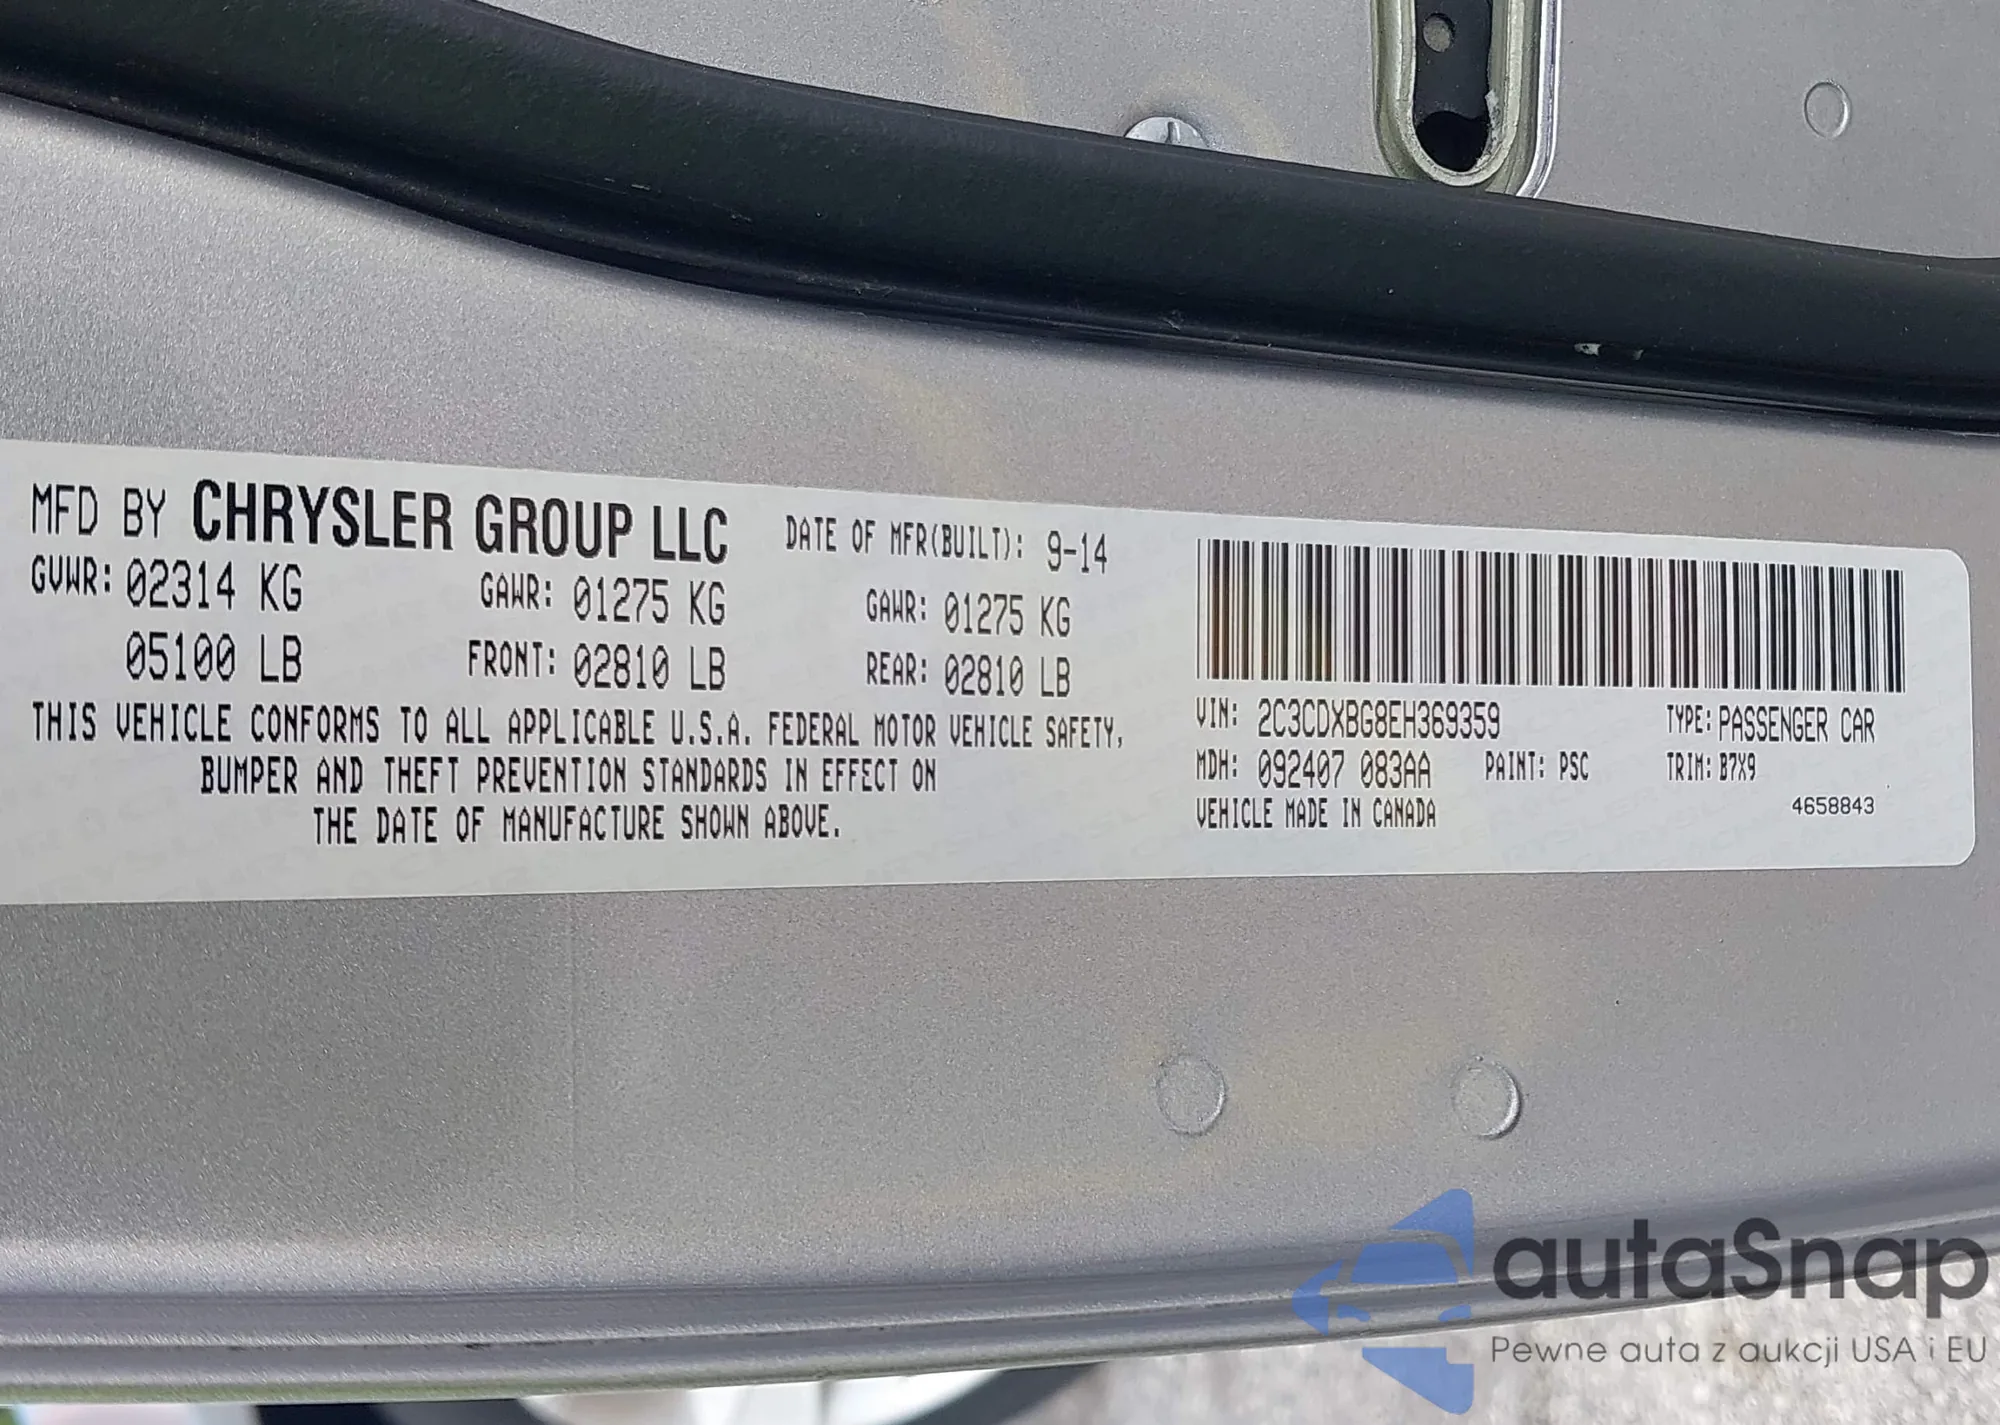 MFD BY CHRYSLER GROUP LLC DATE OF MFR(BUILT): 9-14
GVWR: 02314 KG GAWR: 01275 KG GAWR: 01275 KG
05100 LB FRONT: 02810 LB REAR: 02810 LB
THIS VEHICLE CONFORMS TO ALL APPLICABLE U.S.A. FEDERAL MOTOR VEHICLE SAFETY,
BUMPER AND THEFT PREVENTION STANDARDS IN EFFECT ON
THE DATE OF MANUFACTURE SHOWN ABOVE.
VIN: 2C3CDXBG8EH369359 TYPE: PASSENGER CAR
MDH: 092407 083AA PAINT: PSC TRIM: B7X9
VEHICLE MADE IN CANADA 4658843
autaSnap
Pewne auta z aukcji USA i EU